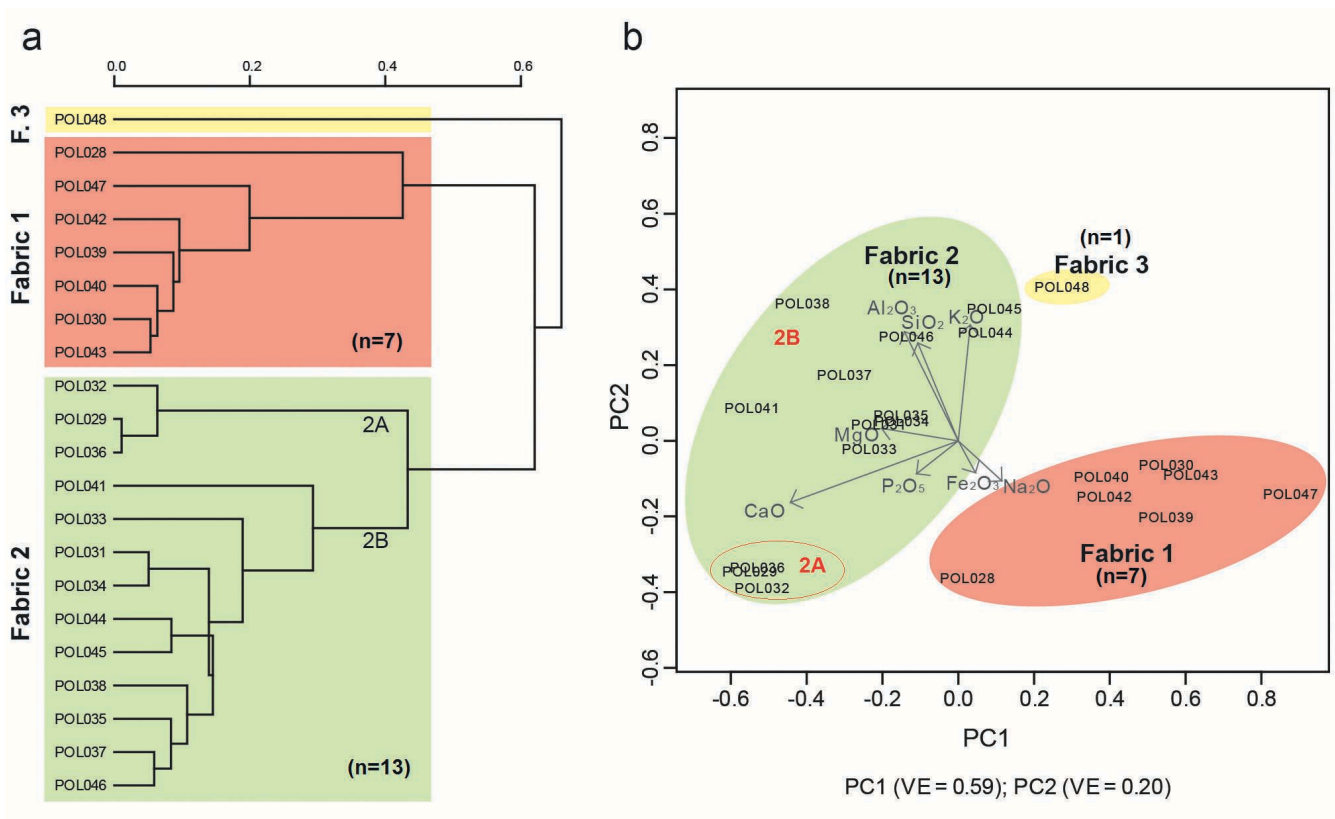 a
0.0 0.2 0.4 0.6
F. 3
POL048
Fabric 1
POL028
POL047
POL042
POL039
POL040
POL030
POL043
(n=7)
Fabric 2
POL032
POL029
POL036
2A
POL041
POL033
2B
POL031
POL034
POL044
POL045
POL038
POL035
POL037
POL046
(n=13)
b
PC2
0.8
0.6
0.4
0.2
0.0
-0.2
-0.4
-0.6
Fabric 2
(n=13)
(n=1)
Fabric 3
POL048
POL038
Al₂O₃
SiO₂
K₂O
POL045
POL044
POL046
2B
POL037
POL041
POL035
POL034
POL031
MgO
POL033
P₂O₅
Fe₂O₃
Na₂O
CaO
POL030
POL040
POL043
POL042
POL047
POL039
Fabric 1
(n=7)
POL028
POL036
POL029
2A
POL032
-0.6 -0.4 -0.2 0.0 0.2 0.4 0.6 0.8
PC1
PC1 (VE = 0.59); PC2 (VE = 0.20)